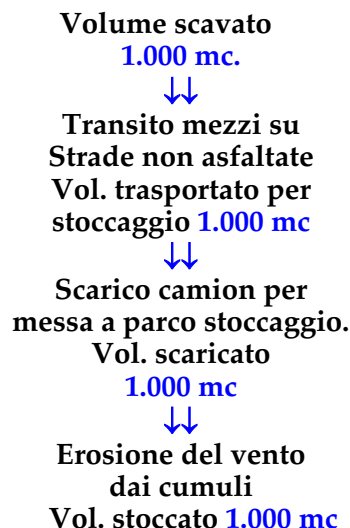 Volume scavato
1.000 mc.
↓↓
Transito mezzi su
Strade non asfaltate
Vol. trasportato per
stoccaggio 1.000 mc
↓↓
Scarico camion per
messa a parco stoccaggio.
Vol. scaricato
1.000 mc
↓↓
Erosione del vento
dai cumuli
Vol. stoccato 1.000 mc